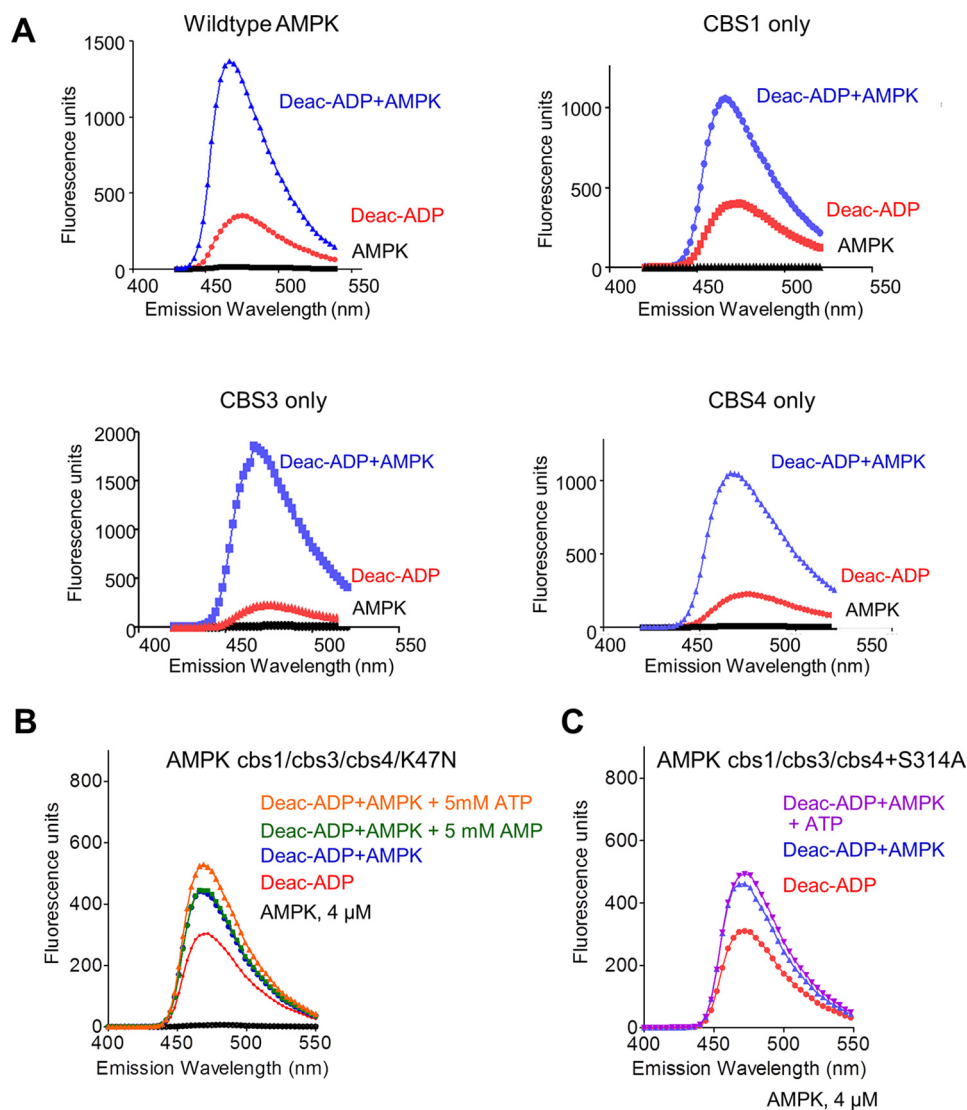 A
Wildtype AMPK
1500
1000
500
0
Fluorescence units
Deac-ADP+AMPK
Deac-ADP
AMPK
400
450
500
550
Emission Wavelength (nm)
CBS1 only
1000
500
0
Fluorescence units
Deac-ADP+AMPK
Deac-ADP
AMPK
400
450
500
550
Emission Wavelength (nm)
CBS3 only
2000
1500
1000
500
0
Fluorescence units
Deac-ADP+AMPK
Deac-ADP
AMPK
400
450
500
550
Emission Wavelength (nm)
CBS4 only
1000
500
0
Fluorescence units
Deac-ADP+AMPK
Deac-ADP
AMPK
400
450
500
550
Emission Wavelength (nm)
B
AMPK cbs1/cbs3/cbs4/K47N
800
600
400
200
0
Fluorescence units
Deac-ADP+AMPK + 5mM ATP
Deac-ADP+AMPK + 5 mM AMP
Deac-ADP+AMPK
Deac-ADP
AMPK, 4 µM
400
450
500
550
Emission Wavelength (nm)
C
AMPK cbs1/cbs3/cbs4+S314A
800
600
400
200
0
Fluorescence units
Deac-ADP+AMPK
+ ATP
Deac-ADP+AMPK
Deac-ADP
400
450
500
550
Emission Wavelength (nm)
AMPK, 4 µM